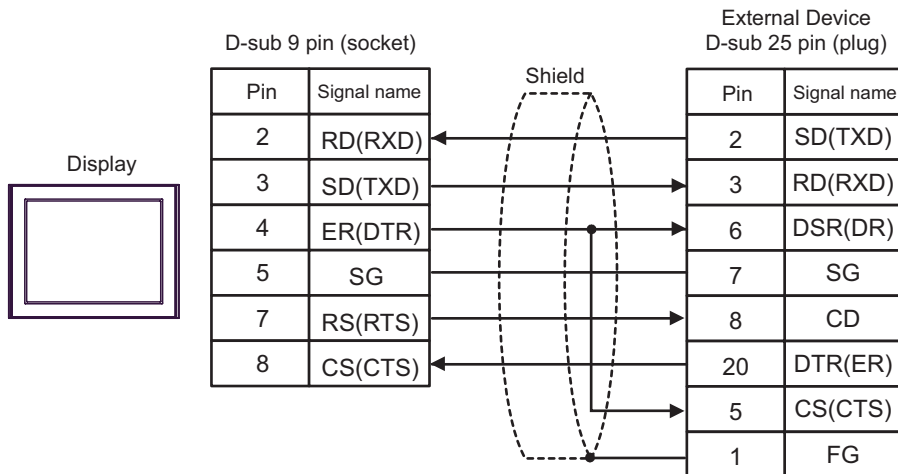 External Device
D-sub 9 pin (socket)
D-sub 25 pin (plug)
Shield
Display
Pin Signal name
2 RD(RXD)
3 SD(TXD)
4 ER(DTR)
5 SG
7 RS(RTS)
8 CS(CTS)
Pin Signal name
2 SD(TXD)
3 RD(RXD)
6 DSR(DR)
7 SG
8 CD
20 DTR(ER)
5 CS(CTS)
1 FG